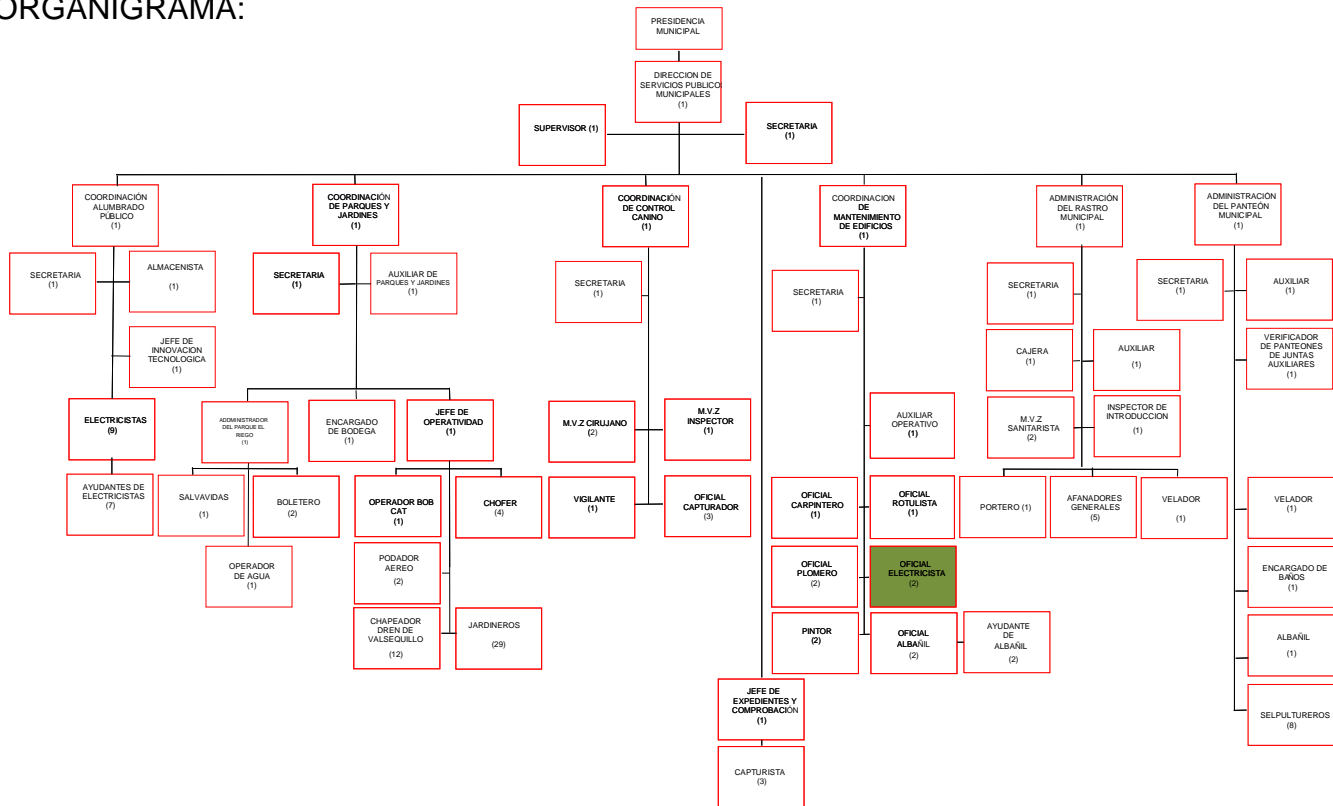 ORGANIGRAMA:
PRESIDENCIA
MUNICIPAL
DIRECCION DE
SERVICIOS PUBLICOS
MUNICIPALES
(1)
SUPERVISOR (1)
SECRETARIA
(1)
COORDINACIÓN
ALUMBRADO
PÚBLICO
(1)
COORDINACIÓN
DE PARQUES Y
JARDINES
(1)
COORDINACIÓN
DE CONTROL
CANINO
(1)
COORDINACION
DE
MANTENIMIENTO
DE EDIFICIOS
(1)
ADMINISTRACIÓN
DEL RASTRO
MUNICIPAL
(1)
ADMINISTRACIÓN
DEL PANTEÓN
MUNICIPAL
(1)
SECRETARIA
(1)
ALMACENISTA
(1)
JEFE DE
INNOVACION
TECNOLOGICA
(1)
ELECTRICISTAS
(9)
AYUDANTES DE
ELECTRICISTAS
(7)
SECRETARIA
(1)
AUXILIAR DE
PARQUES Y JARDINES
(1)
ADDMINISTRADOR
DEL PARQUE EL
RIEGO
(1)
ENCARGADO
DE BODEGA
(1)
JEFE DE
OPERATIVIDAD
(1)
SALVAVIDAS
(1)
BOLETERO
(2)
OPERADOR
DE AGUA
(1)
OPERADOR BOB
CAT
(1)
CHOFER
(4)
PODADOR
AEREO
(2)
CHAPEADOR
DREN DE
VALSEQUILLO
(12)
JARDINEROS
(29)
SECRETARIA
(1)
M.V.Z CIRUJANO
(2)
M.V.Z
INSPECTOR
(1)
VIGILANTE
(1)
OFICIAL
CAPTURADOR
(3)
JEFE DE
EXPEDIENTES Y
COMPROBACIÓN
(1)
CAPTURISTA
(3)
SECRETARIA
(1)
AUXILIAR
OPERATIVO
(1)
OFICIAL
CARPINTERO
(1)
OFICIAL
ROTULISTA
(1)
OFICIAL
PLOMERO
(2)
OFICIAL
ELECTRICISTA
(2)
PINTOR
(2)
OFICIAL
ALBAÑIL
(2)
AYUDANTE
DE
ALBAÑIL
(2)
SECRETARIA
(1)
CAJERA
(1)
AUXILIAR
(1)
M.V.Z
SANITARISTA
(2)
INSPECTOR DE
INTRODUCCION
(1)
PORTERO (1)
AFANADORES
GENERALES
(5)
VELADOR
(1)
SECRETARIA
(1)
AUXILIAR
(1)
VERIFICADOR
DE PANTEONES
DE JUNTAS
AUXILIARES
(1)
VELADOR
(1)
ENCARGADO DE
BAÑOS
(1)
ALBAÑIL
(1)
SELPULTUREROS
(8)